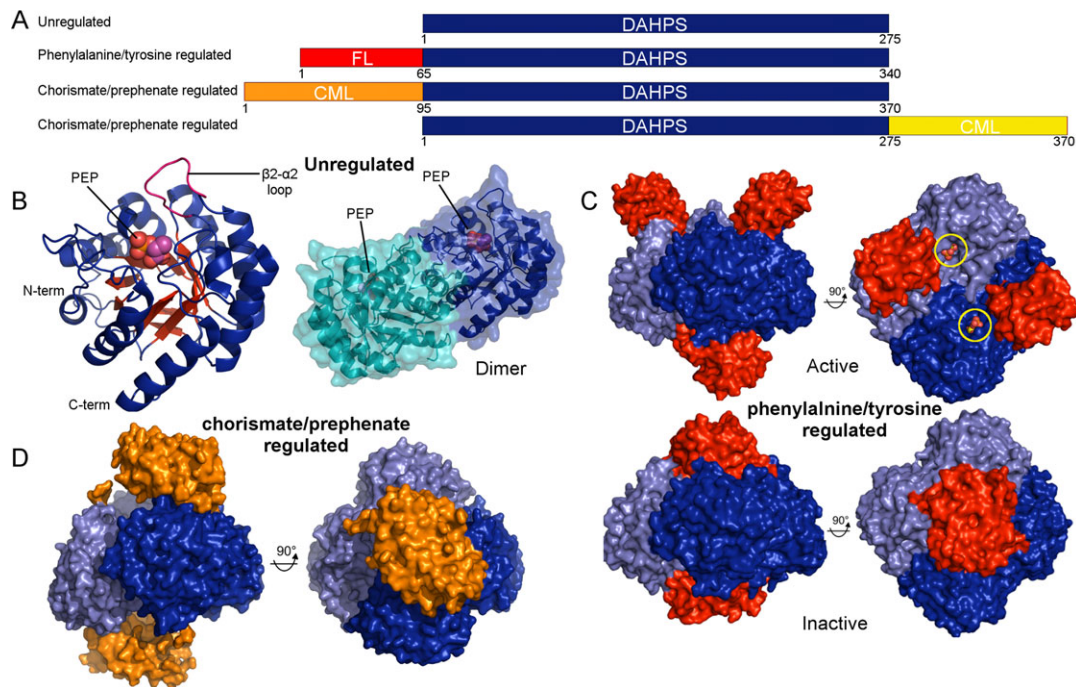 A
Unregulated
DAHPS
1
275
Phenylalanine/tyrosine regulated
FL
DAHPS
1
65
340
Chorismate/prephenate regulated
CML
DAHPS
1
95
370
Chorismate/prephenate regulated
DAHPS
CML
1
275
370
B
Unregulated
PEP
β2-α2
loop
N-term
C-term
PEP
PEP
Dimer
C
90°
Active
phenylalnine/tyrosine
regulated
90°
Inactive
D
chorismate/prephenate
regulated
90°